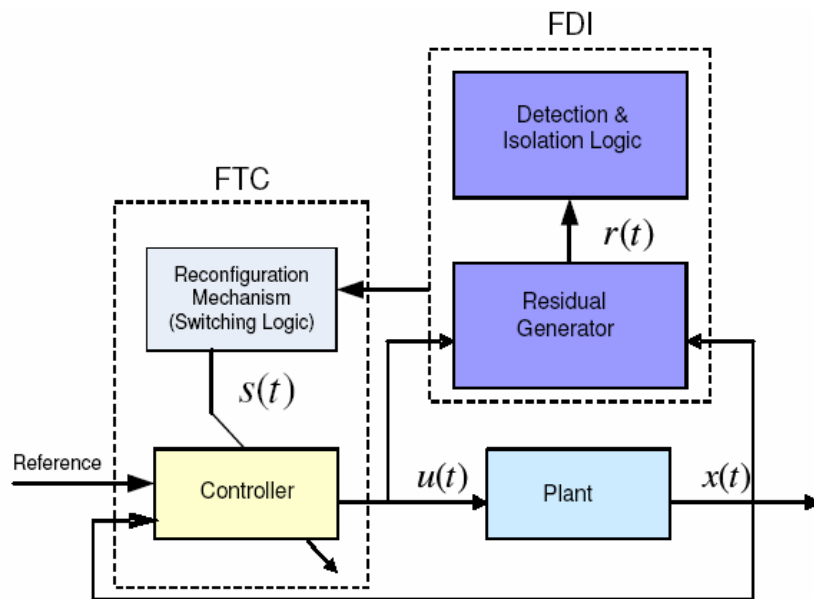 FDI
Detection &
Isolation Logic
FTC
r(t)
Reconfiguration
Mechanism
(Switching Logic)
Residual
Generator
s(t)
Reference
Controller
u(t)
Plant
x(t)